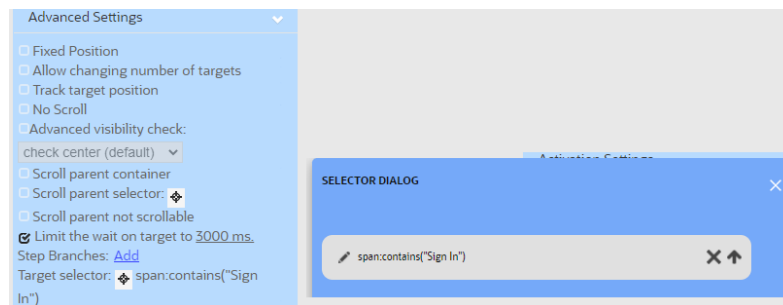 Advanced Settings
Fixed Position
Allow changing number of targets
Track target position
No Scroll
Advanced visibility check:
check center (default)
Scroll parent container
Scroll parent selector:
Scroll parent not scrollable
Limit the wait on target to 3000 ms.
Step Branches: Add
Target selector: span:contains("Sign
In")
Activation Settings
SELECTOR DIALOG
span:contains("Sign In")